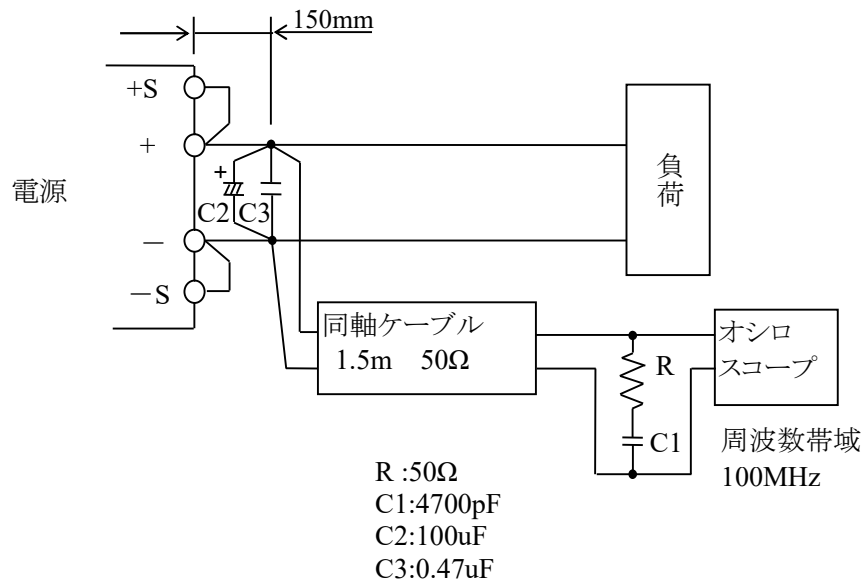 150mm
+S
+
電源
+
C2 C3
−
−S
負荷
同軸ケーブル
1.5m 50Ω
R
C1
オシロ
スコープ
周波数帯域
100MHz
R :50Ω
C1:4700pF
C2:100uF
C3:0.47uF